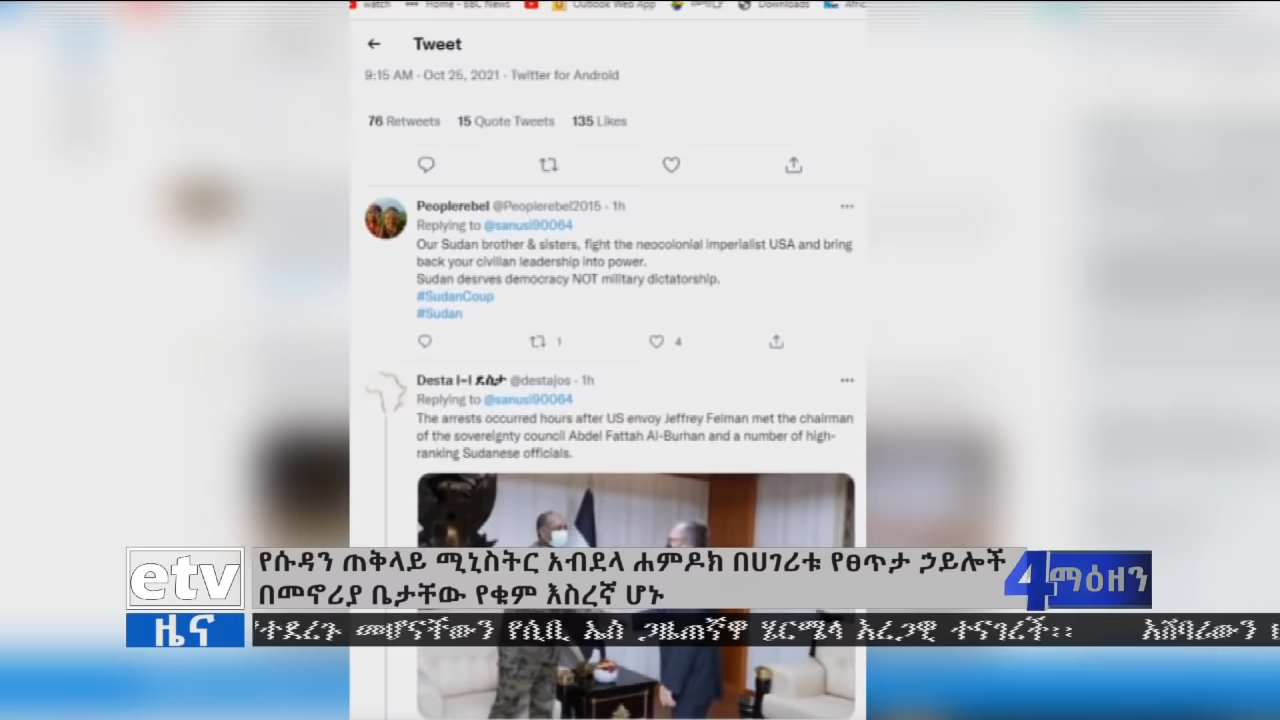 watch
Home - BBC News
Outlook Web App
Downloads
Tweet
9:15 AM · Oct 25, 2021 · Twitter for Android
76 Retweets 15 Quote Tweets 135 Likes
Peoplerebel @Peoplerebel2015 · 1h
Replying to @sanusi90064
Our Sudan brother & sisters, fight the neocolonial imperialist USA and bring
back your civilian leadership into power.
Sudan desrves democracy NOT military dictatorship.
#SudanCoup
#Sudan
1 4
Desta I-I ደስታ @destajos · 1h
Replying to @sanusi90064
The arrests occurred hours after US envoy Jeffrey Felman met the chairman
of the sovereignty council Abdel Fattah Al-Burhan and a number of high-
ranking Sudanese officials.
etv
የሱዳን ጠቅላይ ሚኒስትር አብደላ ሐምዶክ በሀገሪቱ የፀጥታ ኃይሎች
በመኖሪያ ቤታቸው የቁም እስረኛ ሆኑ
4ማዕዘን
ዜና
ተደረጉ መሆናቸውን የሲቢ ኤስ ጋዜጠኛዋ ሄርሜላ አረጋዊ ተናገረች፡፡ አሸባሪውን